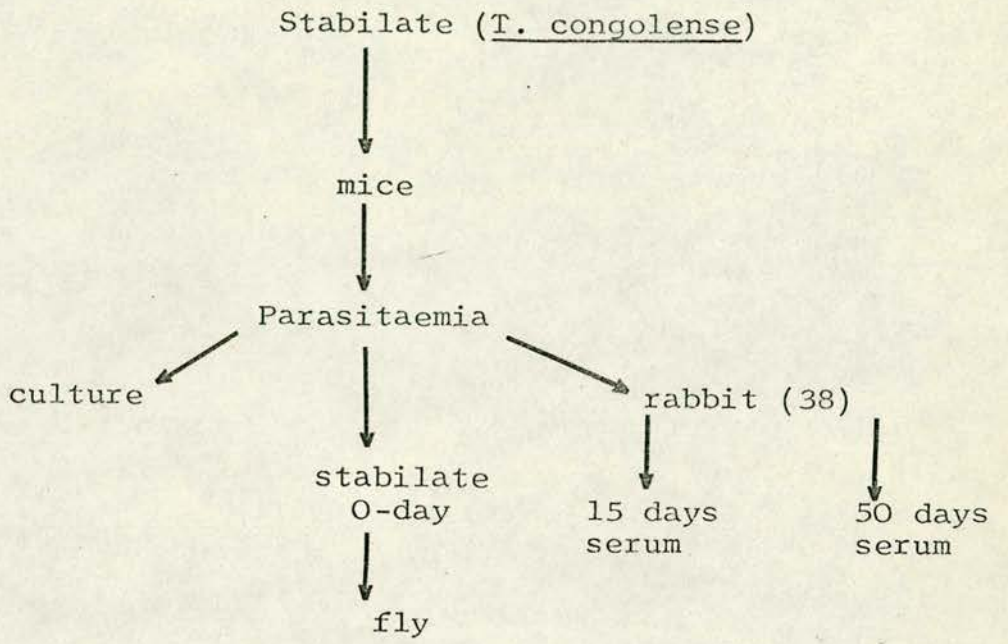 Stabilate (T. congolense)
mice
Parasitaemia
culture
rabbit (38)
stabilate
O-day
15 days
serum
50 days
serum
fly